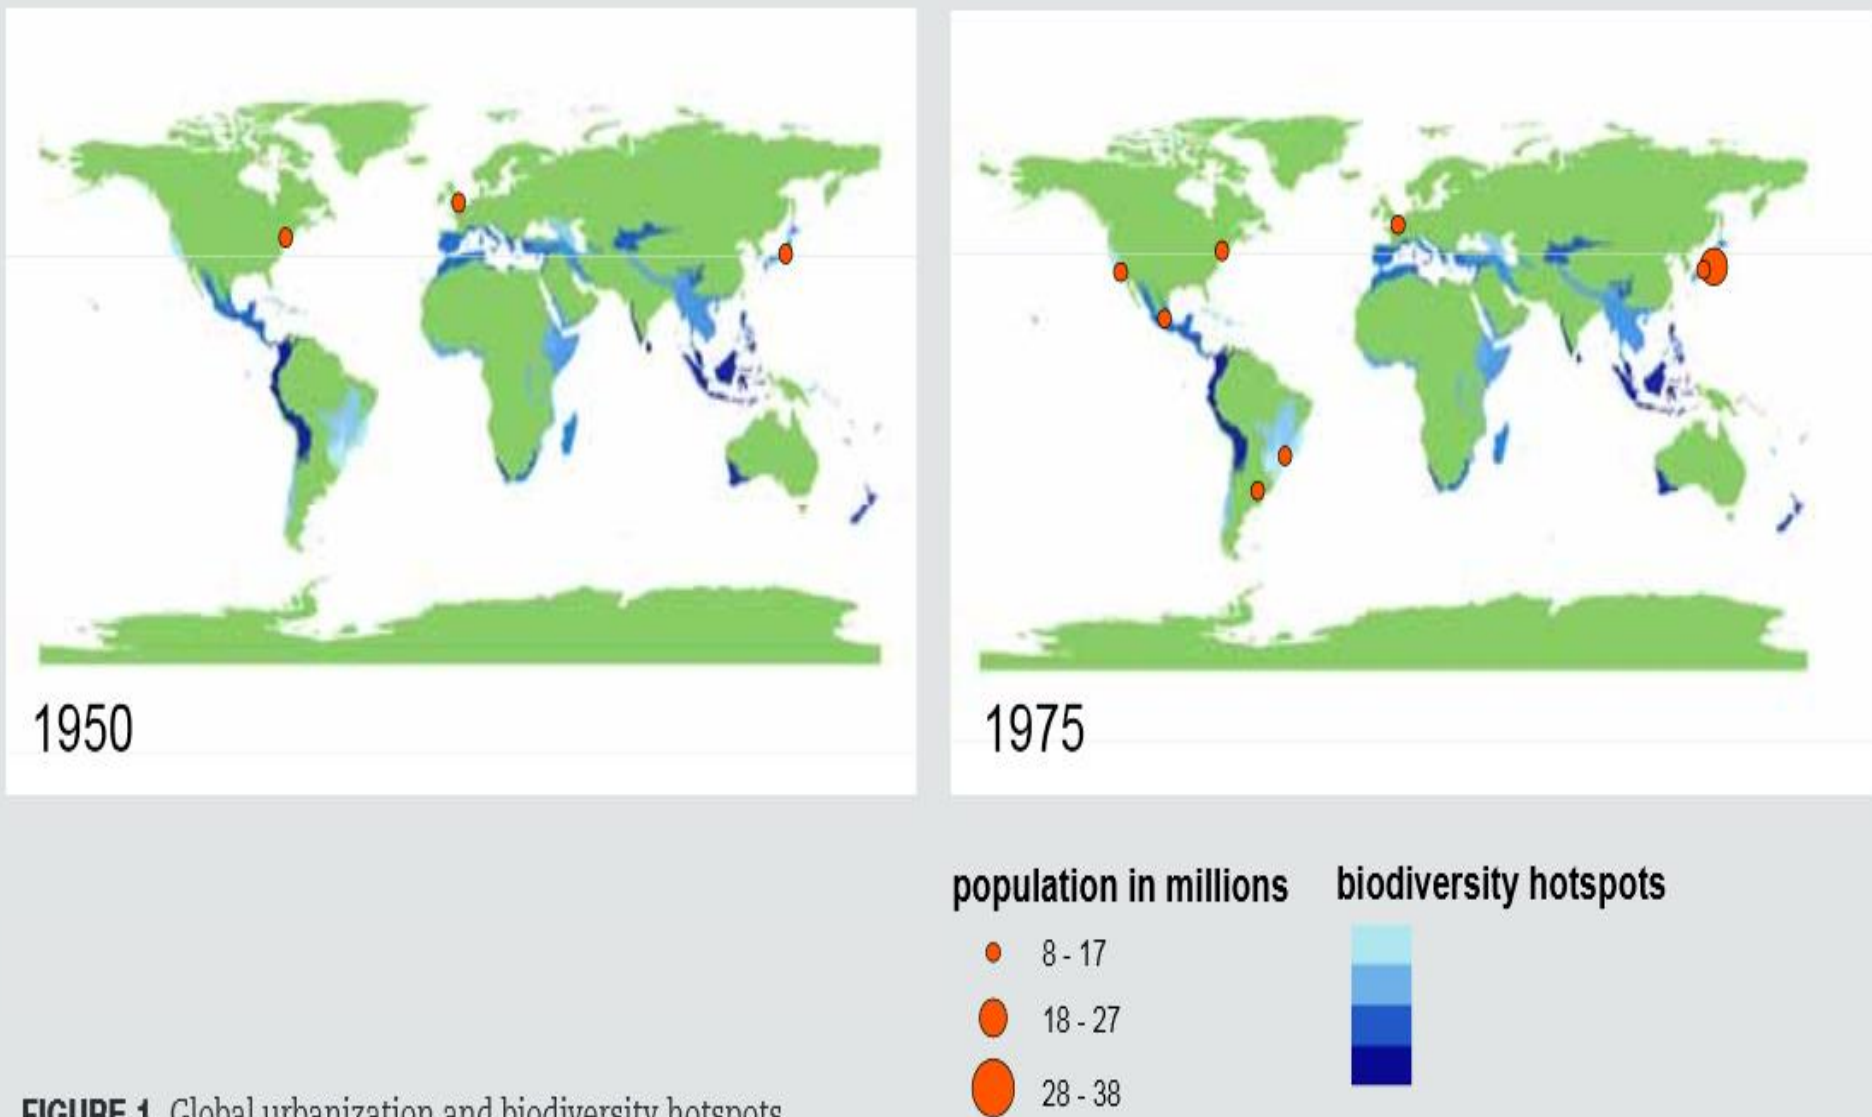 1950
1975
population in millions
biodiversity hotspots
8 - 17
18 - 27
28 - 38
FIGURE 1 Global urbanization and biodiversity hotspots